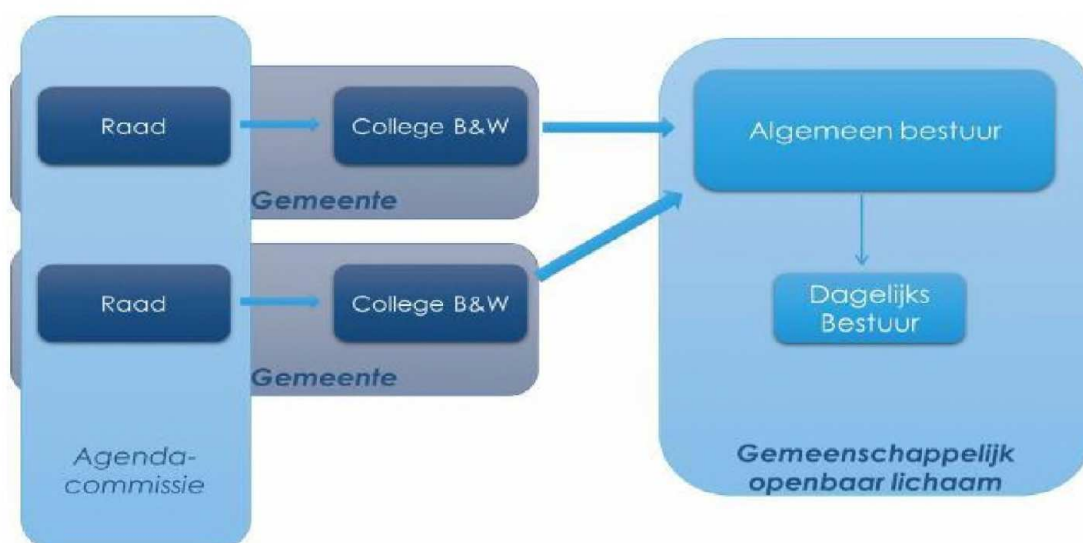 Raad
College B&W
Gemeente
Raad
College B&W
Gemeente
Agenda-
commissie
Algemeen bestuur
Dagelijks
Bestuur
Gemeenschappelijk
openbaar lichaam